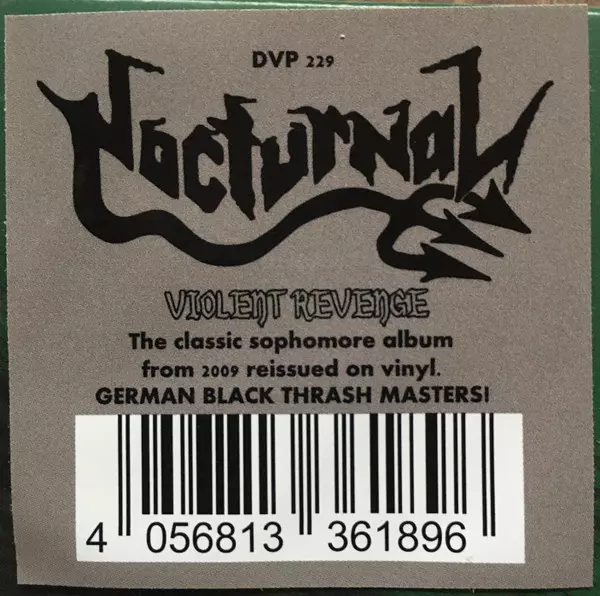 DVP 229
Nocturnal
VIOLENT REVENGE
The classic sophomore album
from 2009 reissued on vinyl.
GERMAN BLACK THRASH MASTERS!
4 056813 361896